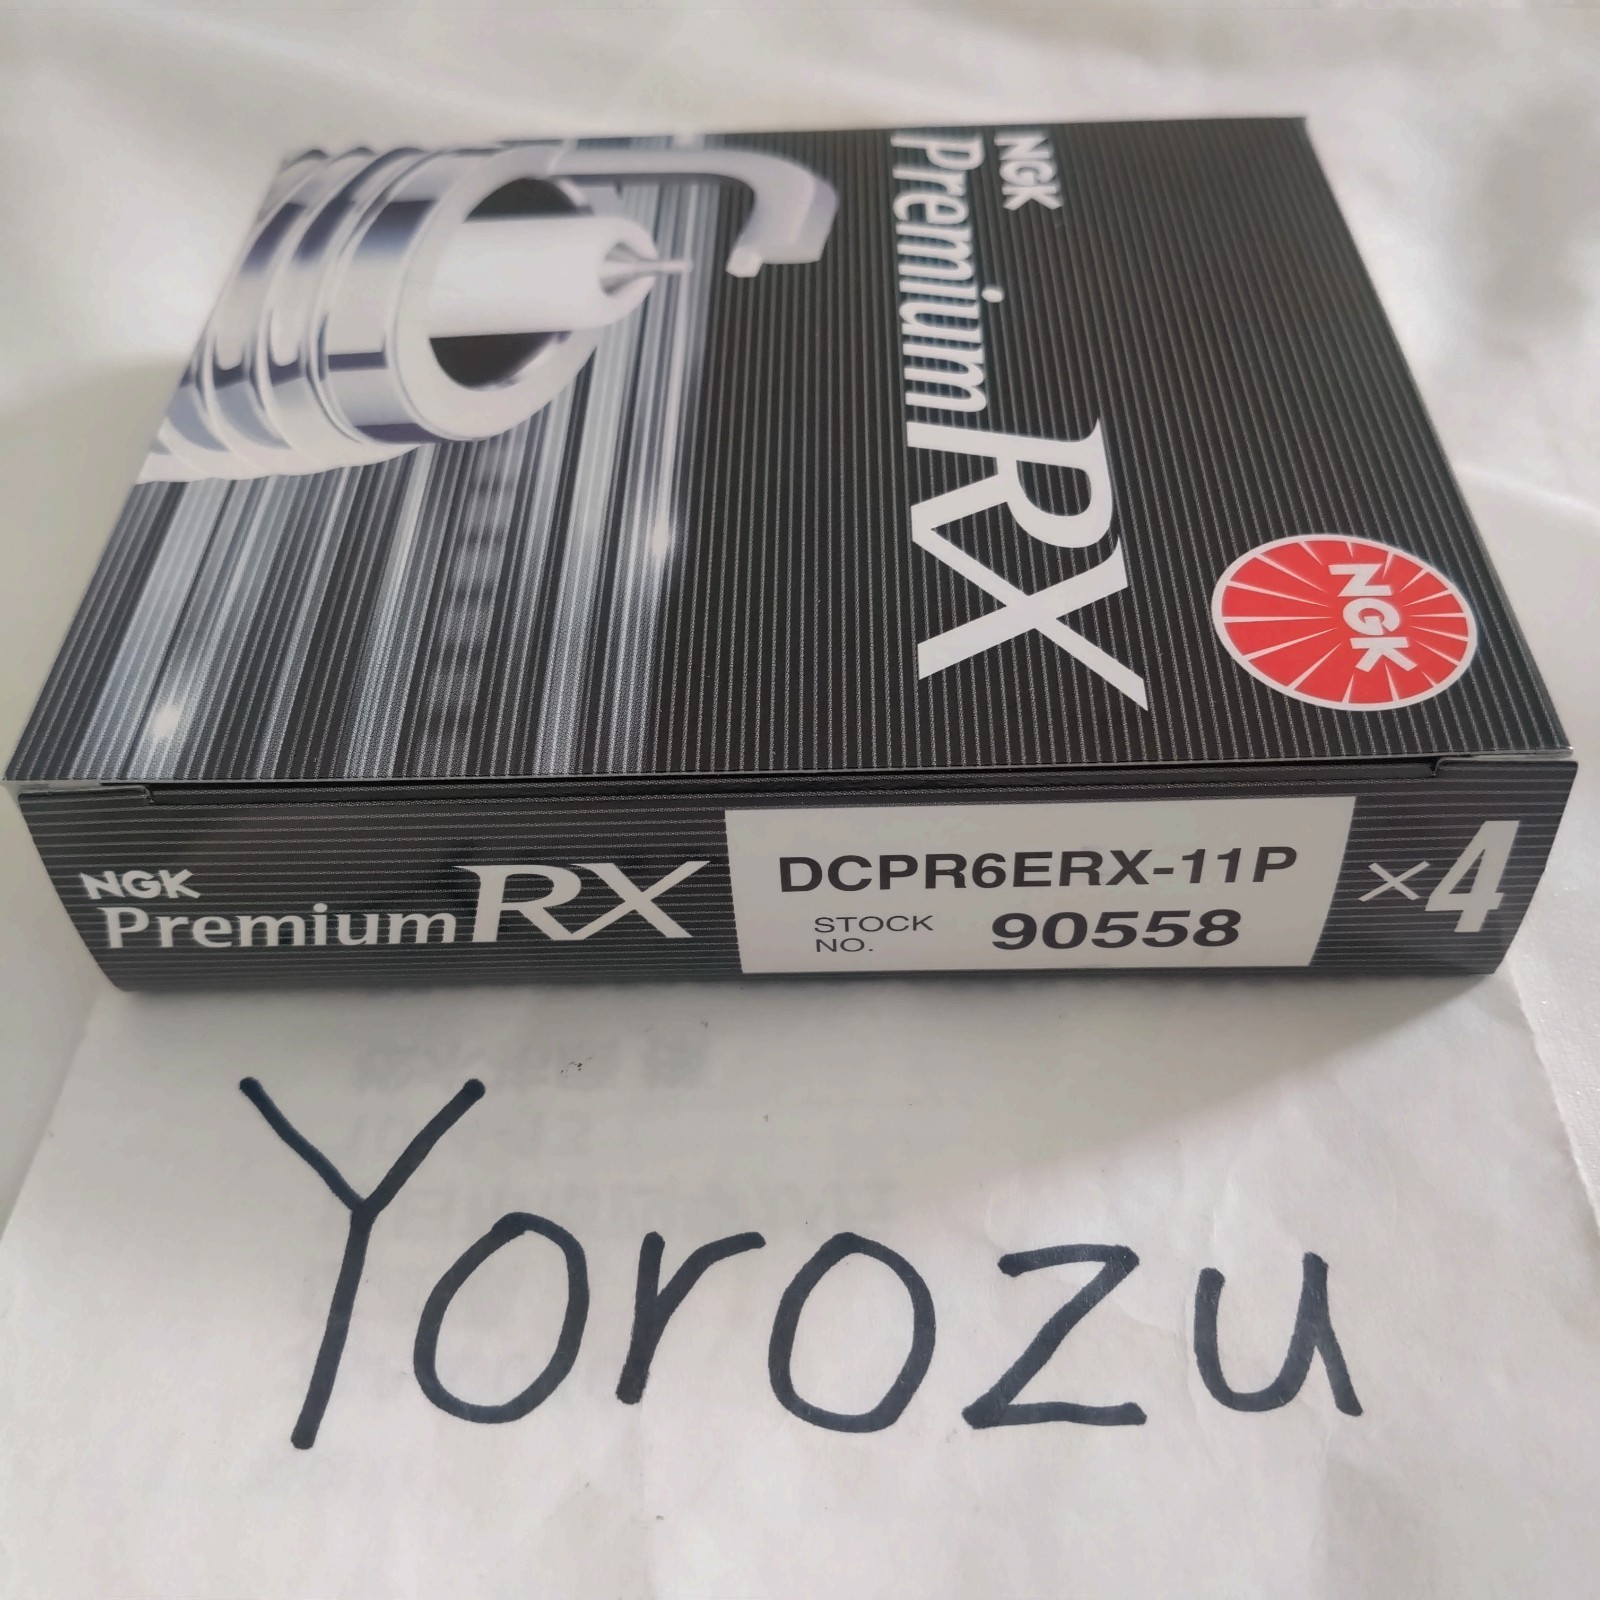 NGK
Premium RX
NGK
NGK
Premium RX
DCPR6ERX-11P
STOCK
NO. 90558
×4
Yorozu